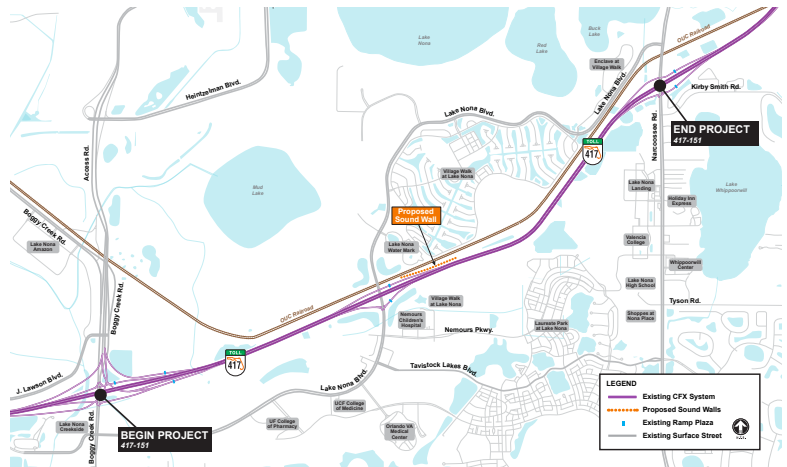 Lake
Nona
Buck
Lake
Red
Lake
OUC Railroad
Enclave at
Village Walk
Heintzelman Blvd.
Lake Nona Blvd.
Kirby Smith Rd.
Lake Nona Blvd.
END PROJECT
417-151
Narcoossee Rd.
TOLL
417
Access Rd.
Village Walk
at Lake Nona
Mud
Lake
Lake Nona
Landing
Lake
Whippoorwill
Holiday Inn
Express
Proposed
Sound Wall
Boggy Creek Rd.
Lake Nona
Amazon
Lake Nona
Water Mark
Valencia
College
Whippoorwill
Center
Lake Nona
High School
Boggy Creek Rd.
OUC Railroad
Village Walk
at Lake Nona
Tyson Rd.
Nemours
Children's
Hospital
Nemours Pkwy.
Laureate Park
at Lake Nona
Shoppes at
Nona Place
TOLL
417
Tavistock Lakes Blvd.
J. Lawson Blvd.
Lake Nona Blvd.
LEGEND
Existing CFX System
Proposed Sound Walls
Existing Ramp Plaza
Existing Surface Street
UCF College
of Medicine
UF College
of Pharmacy
Orlando VA
Medical
Center
Lake Nona
Creekside
Boggy Creek Rd.
BEGIN PROJECT
417-151